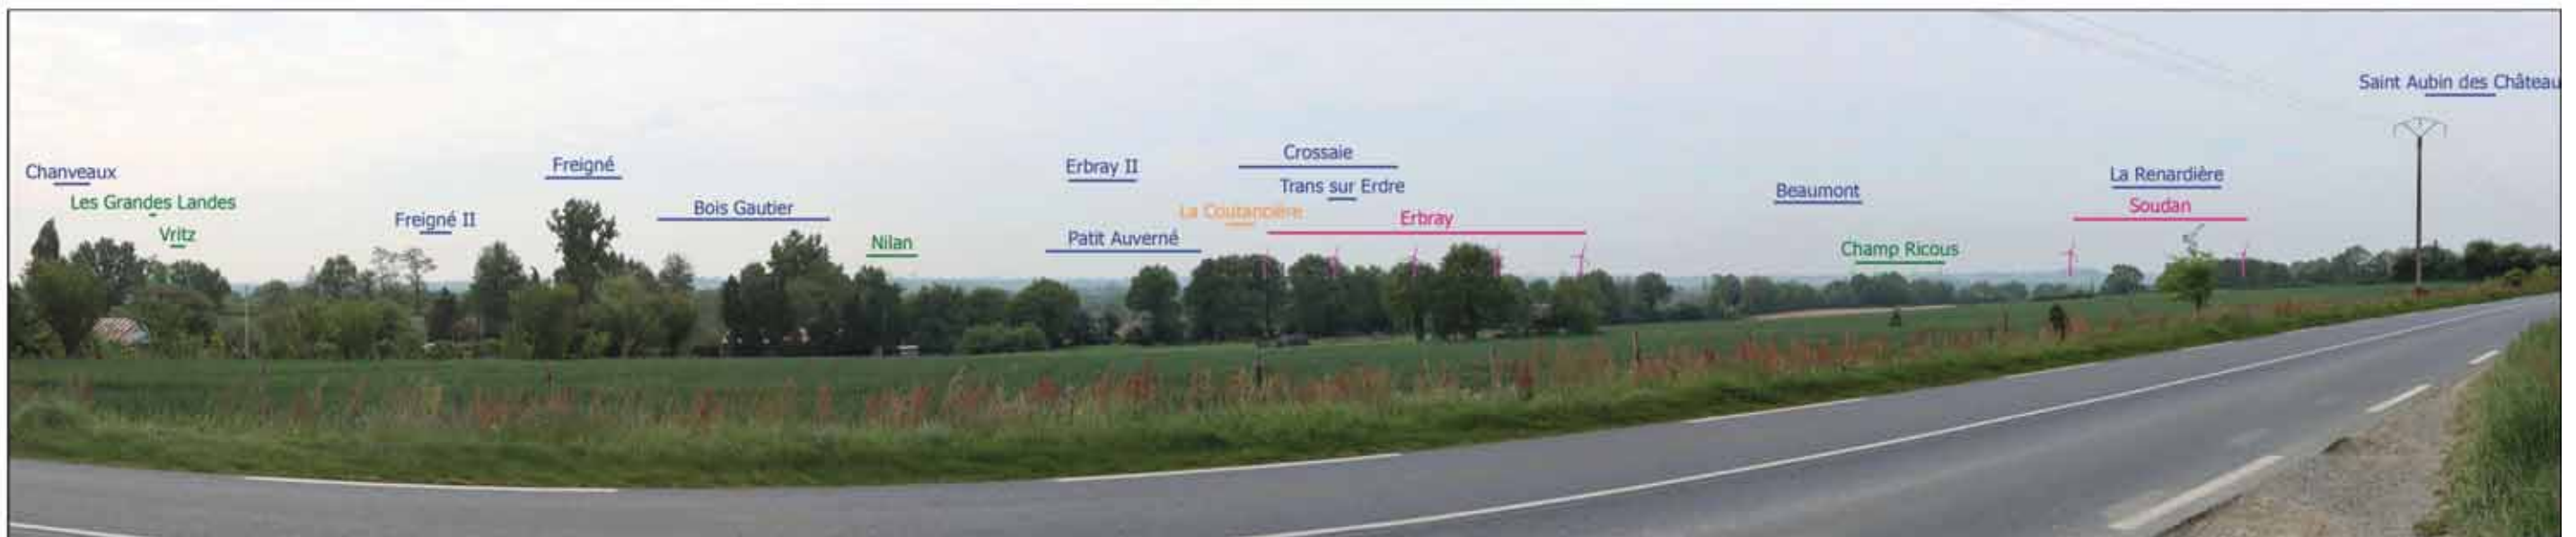 Saint Aubin des Château
Chanveaux
Freigné
Erbray II
Crossaie
La Renardière
Les Grandes Landes
Trans sur Erdre
Beaumont
Freigné II
Bois Gautier
La Coutancière
Erbray
Soudan
Vritz
Nilan
Patit Auverné
Champ Ricous